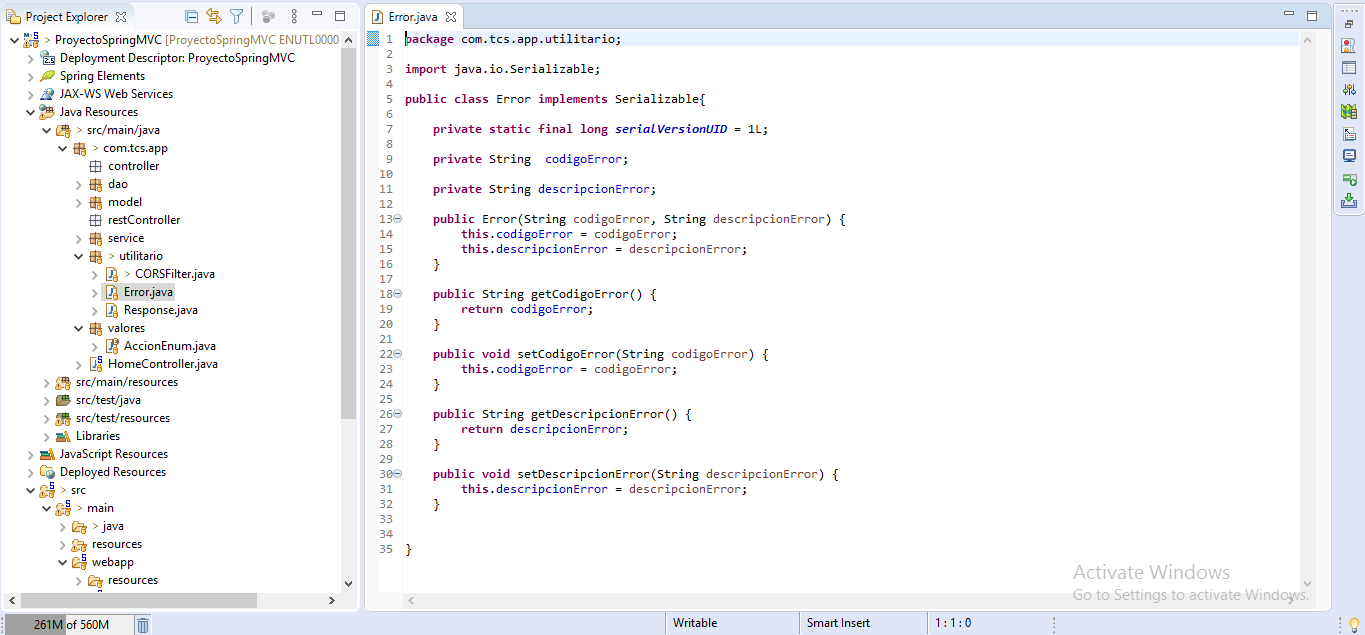 Project Explorer
> ProyectoSpringMVC [ProyectoSpringMVC ENUTL0000
Deployment Descriptor: ProyectoSpringMVC
Spring Elements
JAX-WS Web Services
Java Resources
> src/main/java
> com.tcs.app
controller
dao
model
restController
service
> utilitario
> CORSFilter.java
Error.java
Response.java
valores
AccionEnum.java
HomeController.java
src/main/resources
src/test/java
src/test/resources
Libraries
JavaScript Resources
Deployed Resources
> src
> main
> java
resources
webapp
resources
Error.java
1 package com.tcs.app.utilitario;
2
3 import java.io.Serializable;
4
5 public class Error implements Serializable{
6
7 private static final long serialVersionUID = 1L;
8
9 private String  codigoError;
10
11 private String descripcionError;
12
13 public Error(String codigoError, String descripcionError) {
14 this.codigoError = codigoError;
15 this.descripcionError = descripcionError;
16 }
17
18 public String getCodigoError() {
19 return codigoError;
20 }
21
22 public void setCodigoError(String codigoError) {
23 this.codigoError = codigoError;
24 }
25
26 public String getDescripcionError() {
27 return descripcionError;
28 }
29
30 public void setDescripcionError(String descripcionError) {
31 this.descripcionError = descripcionError;
32 }
33
34
35 }
Activate Windows
Go to Settings to activate Windows.
261M of 560M
Writable
Smart Insert
1 : 1 : 0